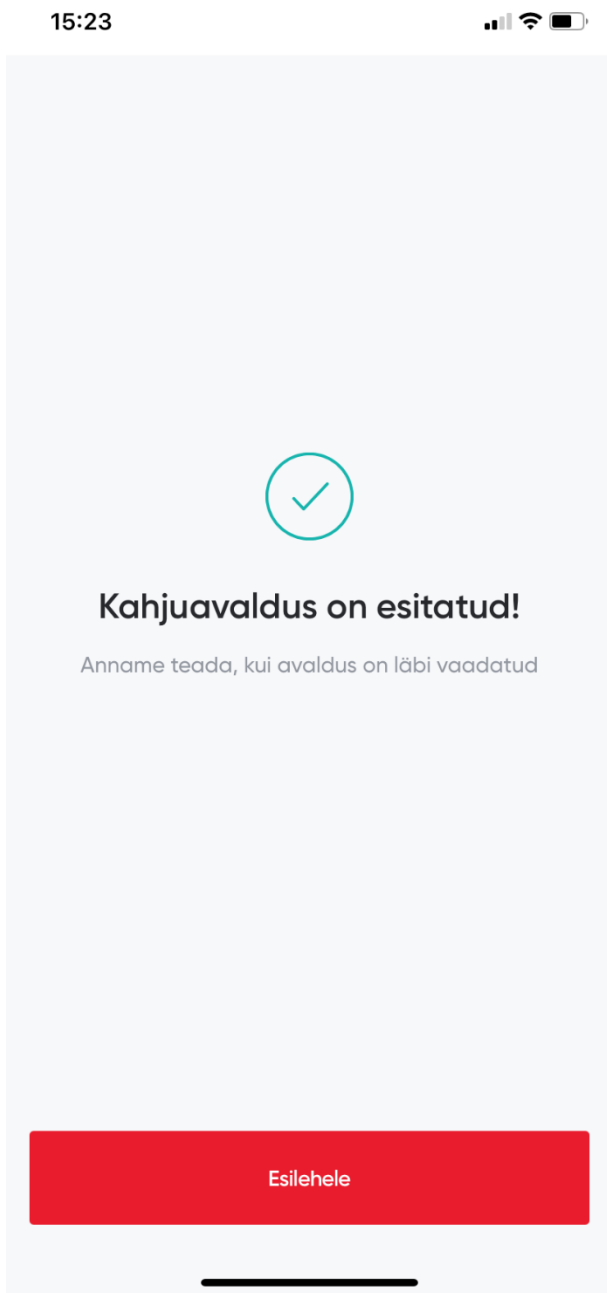 15:23
Kahjuavaldus on esitatud!
Anname teada, kui avaldus on läbi vaadatud
Esilehele